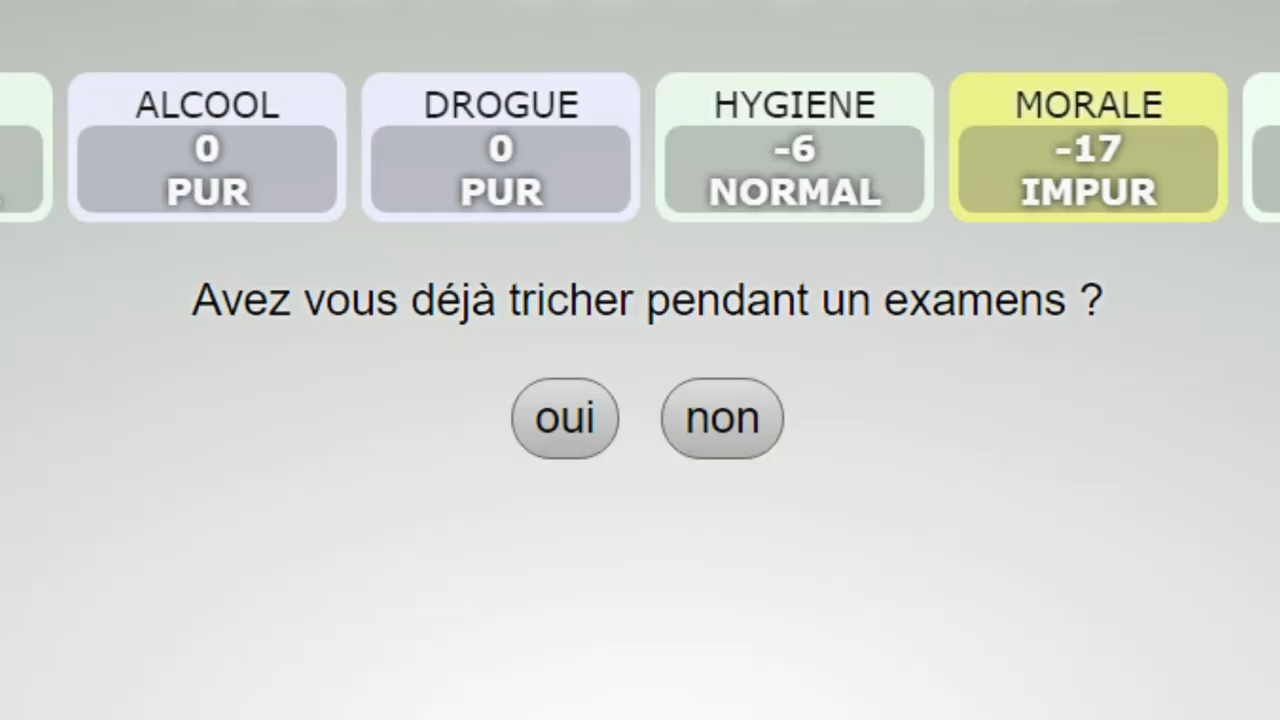 ALCOOL DROGUE HYGIENE MORALE
0 0 -6 -17
PUR PUR NORMAL IMPUR
Avez vous déjà tricher pendant un examens ?
oui non